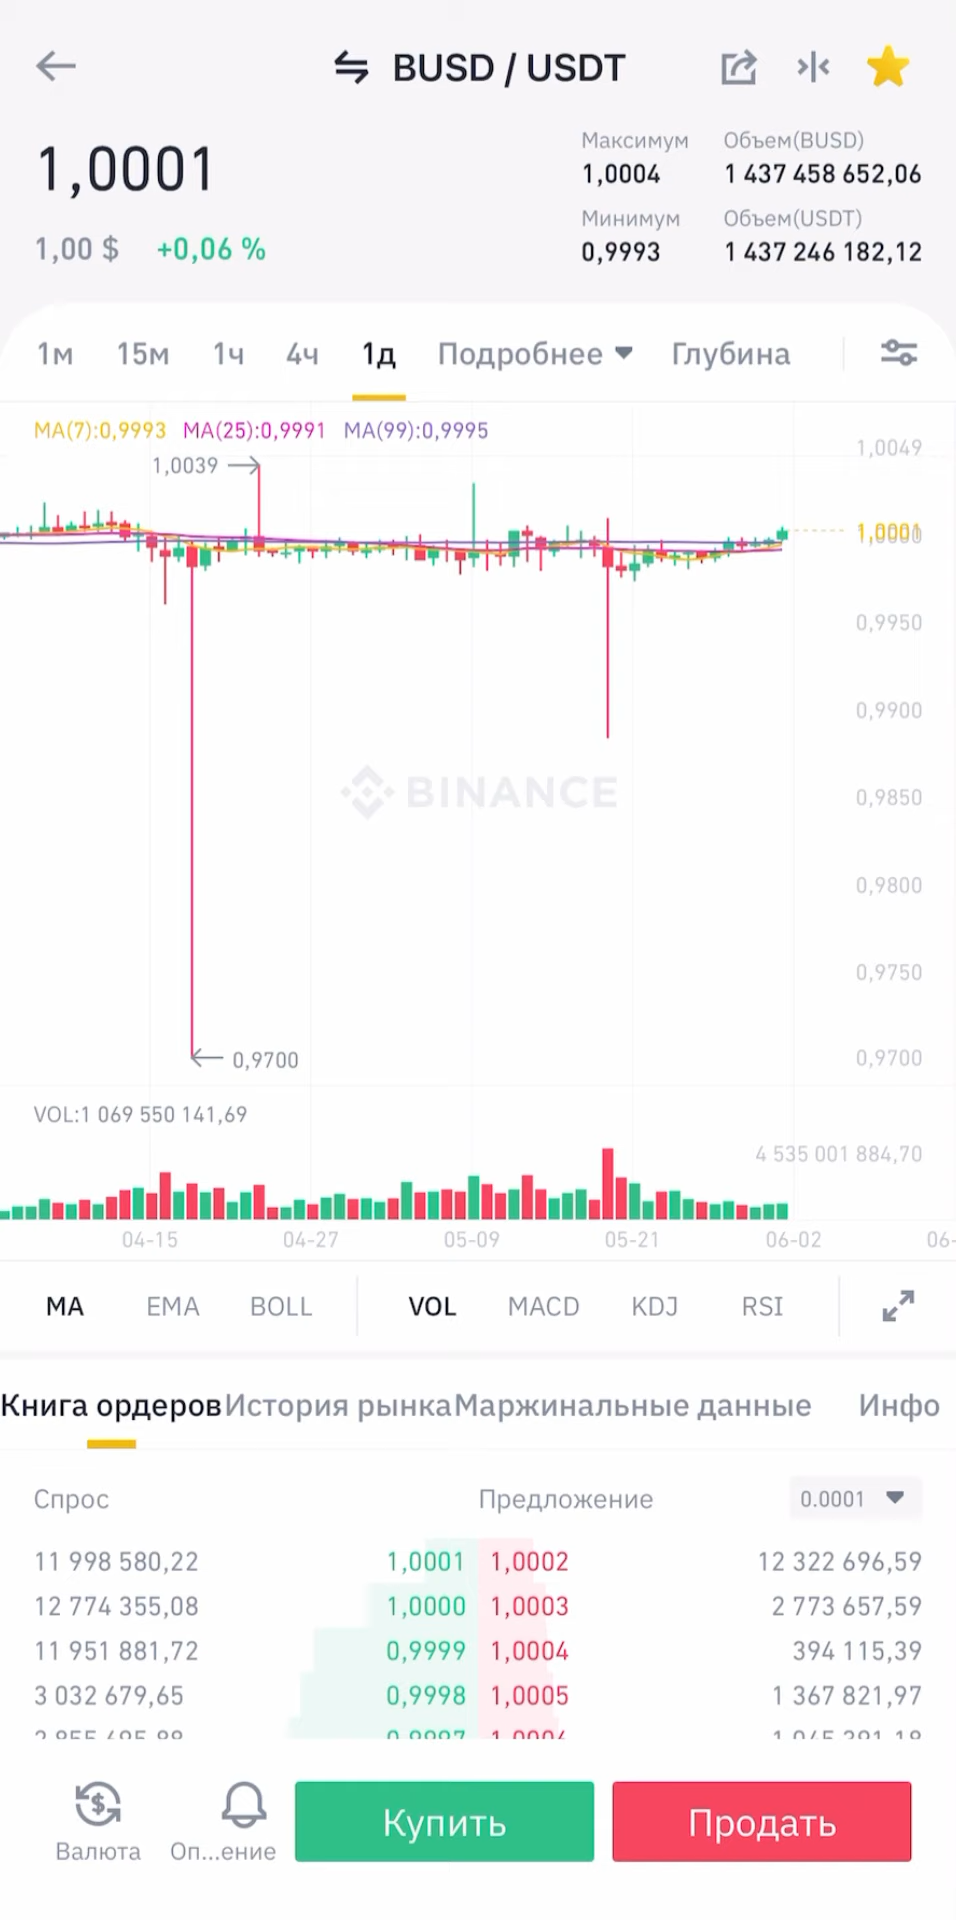 BUSD / USDT
1,0001
1,00 $ +0,06 %
Максимум Объем(BUSD)
1,0004 1 437 458 652,06
Минимум Объем(USDT)
0,9993 1 437 246 182,12
1м 15м 1ч 4ч 1д Подробнее Глубина
MA(7):0,9993 MA(25):0,9991 MA(99):0,9995
1,0049
1,0039
1,0001
1,0000
0,9950
0,9900
BINANCE
0,9850
0,9800
0,9750
0,9700
0,9700
VOL:1 069 550 141,69
4 535 001 884,70
04-15 04-27 05-09 05-21 06-02 06-
MA EMA BOLL VOL MACD KDJ RSI
Книга ордеров История рынка Маржинальные данные Инфо
Спрос Предложение 0.0001
11 998 580,22 1,0001 1,0002 12 322 696,59
12 774 355,08 1,0000 1,0003 2 773 657,59
11 951 881,72 0,9999 1,0004 394 115,39
3 032 679,65 0,9998 1,0005 1 367 821,97
0,9997 1,0006
Валюта Оп...ение Купить Продать